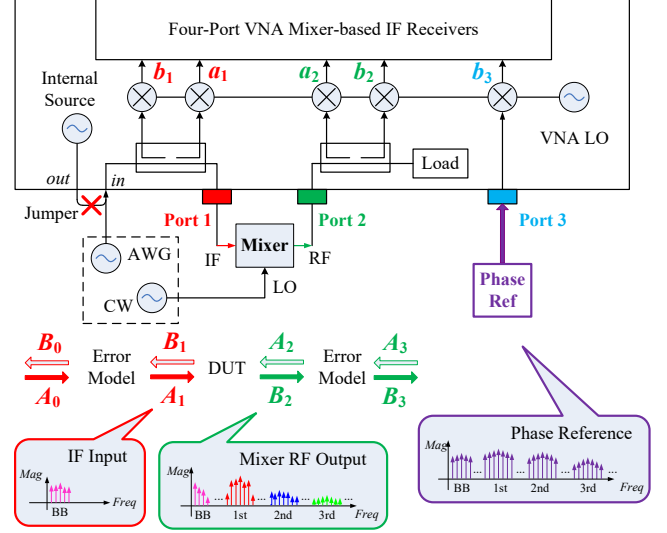 Four-Port VNA Mixer-based IF Receivers
b1
a1
a2
b2
b3
Internal
Source
VNA LO
Load
out
in
Jumper
Port 1
Port 2
Port 3
AWG
CW
IF
Mixer
RF
LO
Phase
Ref
B0
B1
A2
A3
Error
Model
DUT
Error
Model
A0
A1
B2
B3
IF Input
Mag
Freq
BB
Mixer RF Output
Mag
...
...
...
...
Freq
BB
1st
2nd
3rd
Phase Reference
Mag
...
...
...
...
Freq
BB
1st
2nd
3rd